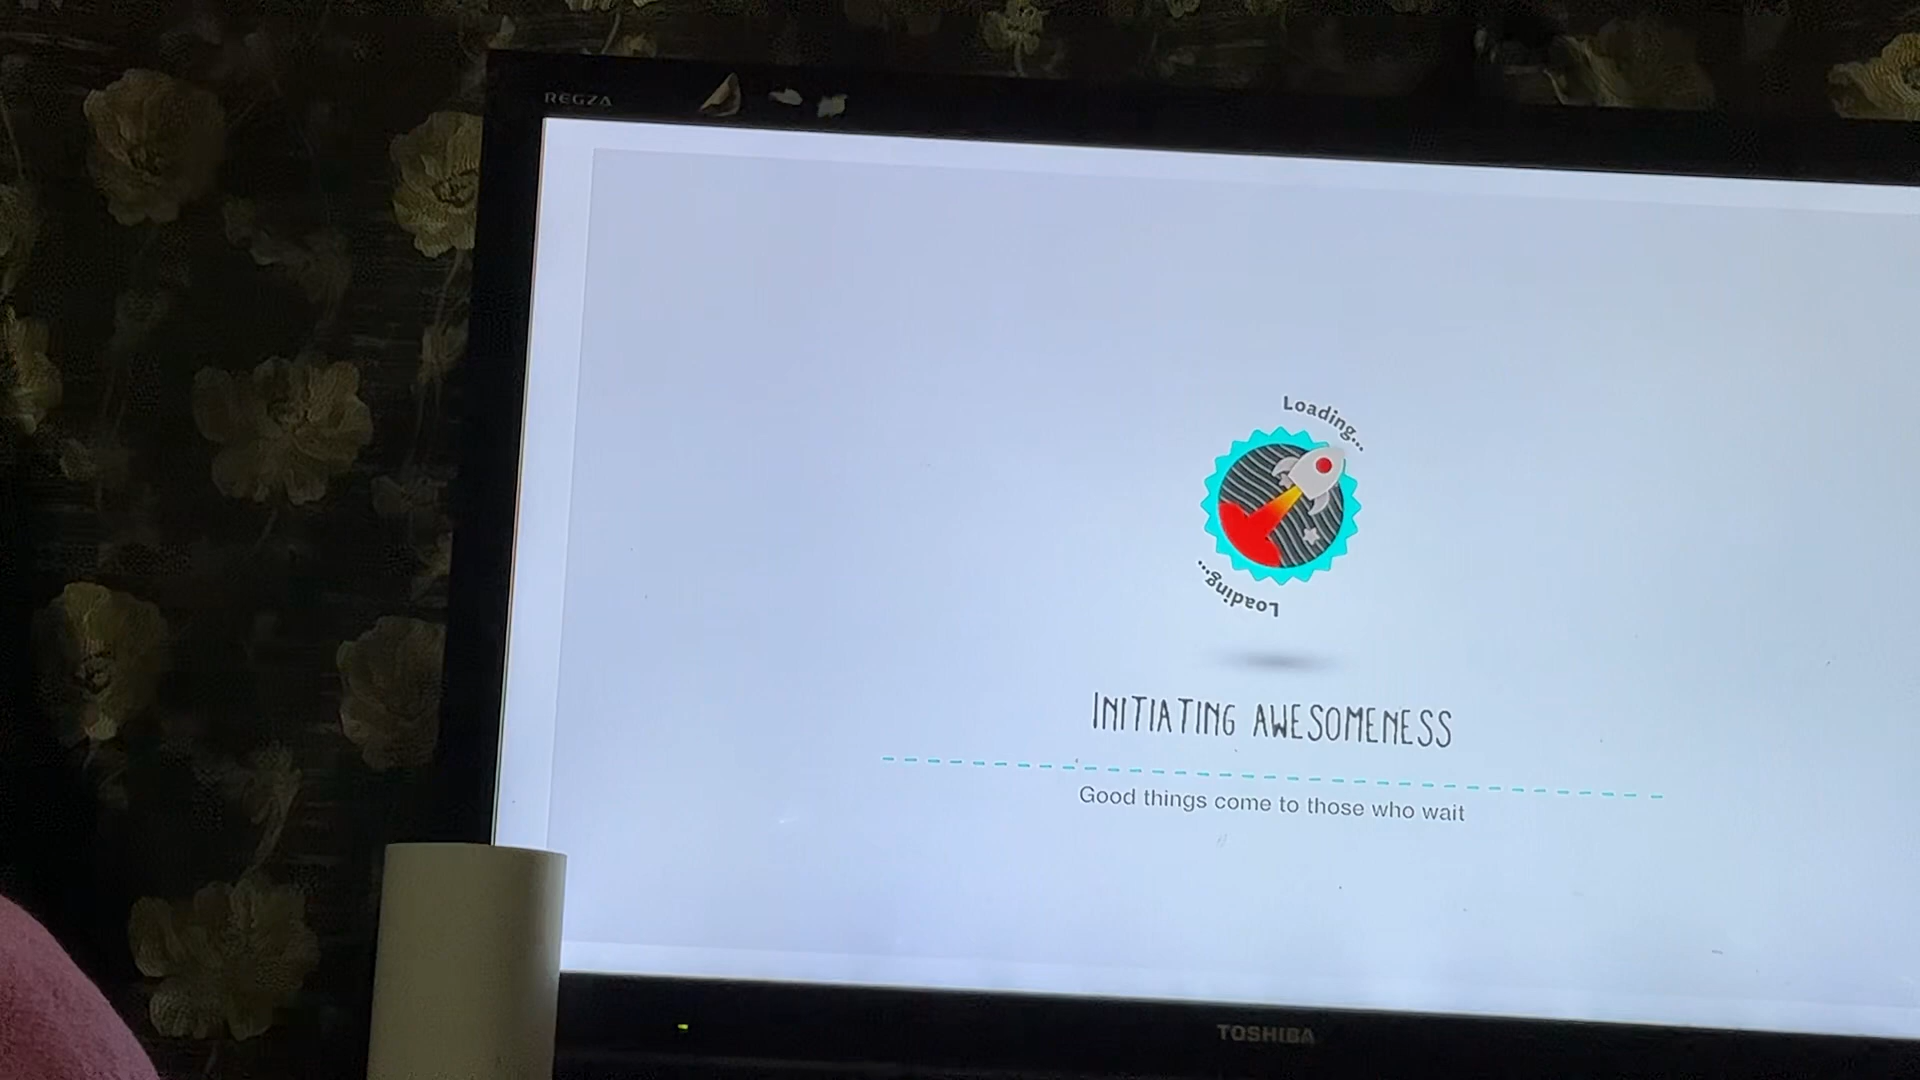 REGZA
Loading...
Loading...
INITIATING AWESOMENESS
Good things come to those who wait
TOSHIBA